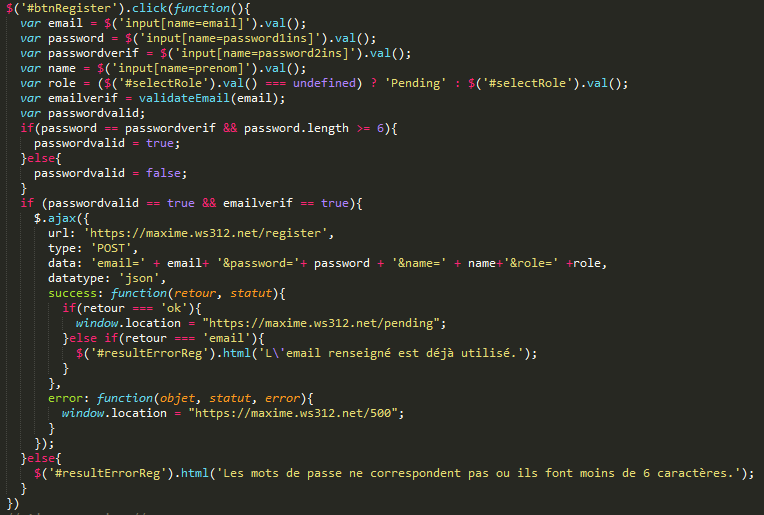 $('#btnRegister').click(function(){
var email = $('input[name=email]').val();
var password = $('input[name=password1ins]').val();
var passwordverif = $('input[name=password2ins]').val();
var name = $('input[name=prenom]').val();
var role = ($('#selectRole').val() === undefined) ? 'Pending' : $('#selectRole').val();
var emailverif = validateEmail(email);
var passwordvalid;
if(password == passwordverif && password.length >= 6){
passwordvalid = true;
}else{
passwordvalid = false;
}
if (passwordvalid == true && emailverif == true){
$.ajax({
url: 'https://maxime.ws312.net/register',
type: 'POST',
data: 'email=' + email+ '&password='+ password + '&name=' + name+'&role=' +role,
datatype: 'json',
success: function(retour, statut){
if(retour === 'ok'){
window.location = "https://maxime.ws312.net/pending";
}else if(retour === 'email'){
$('#resultErrorReg').html('L\'email renseigné est déjà utilisé.');
}
},
error: function(objet, statut, error){
window.location = "https://maxime.ws312.net/500";
}
});
}else{
$('#resultErrorReg').html('Les mots de passe ne correspondent pas ou ils font moins de 6 caractères.');
}
})